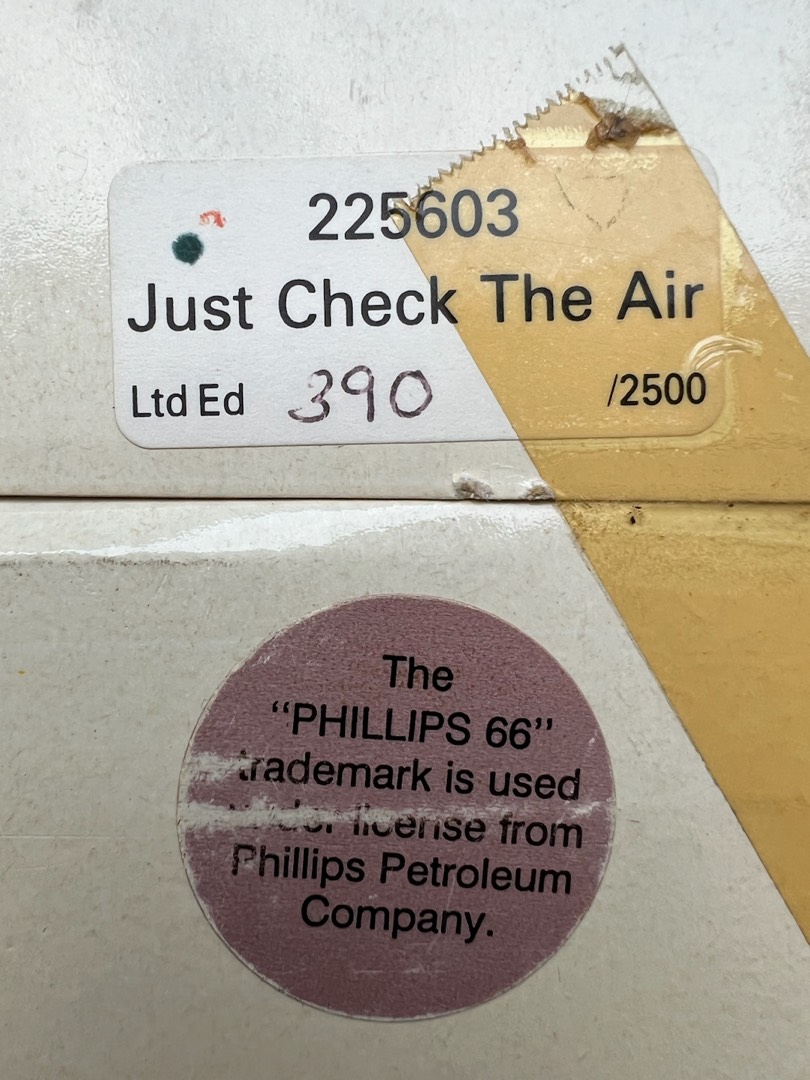 225603
Just Check The Air
Ltd Ed 390 /2500
The
“PHILLIPS 66”
trademark is used
under license from
Phillips Petroleum
Company.